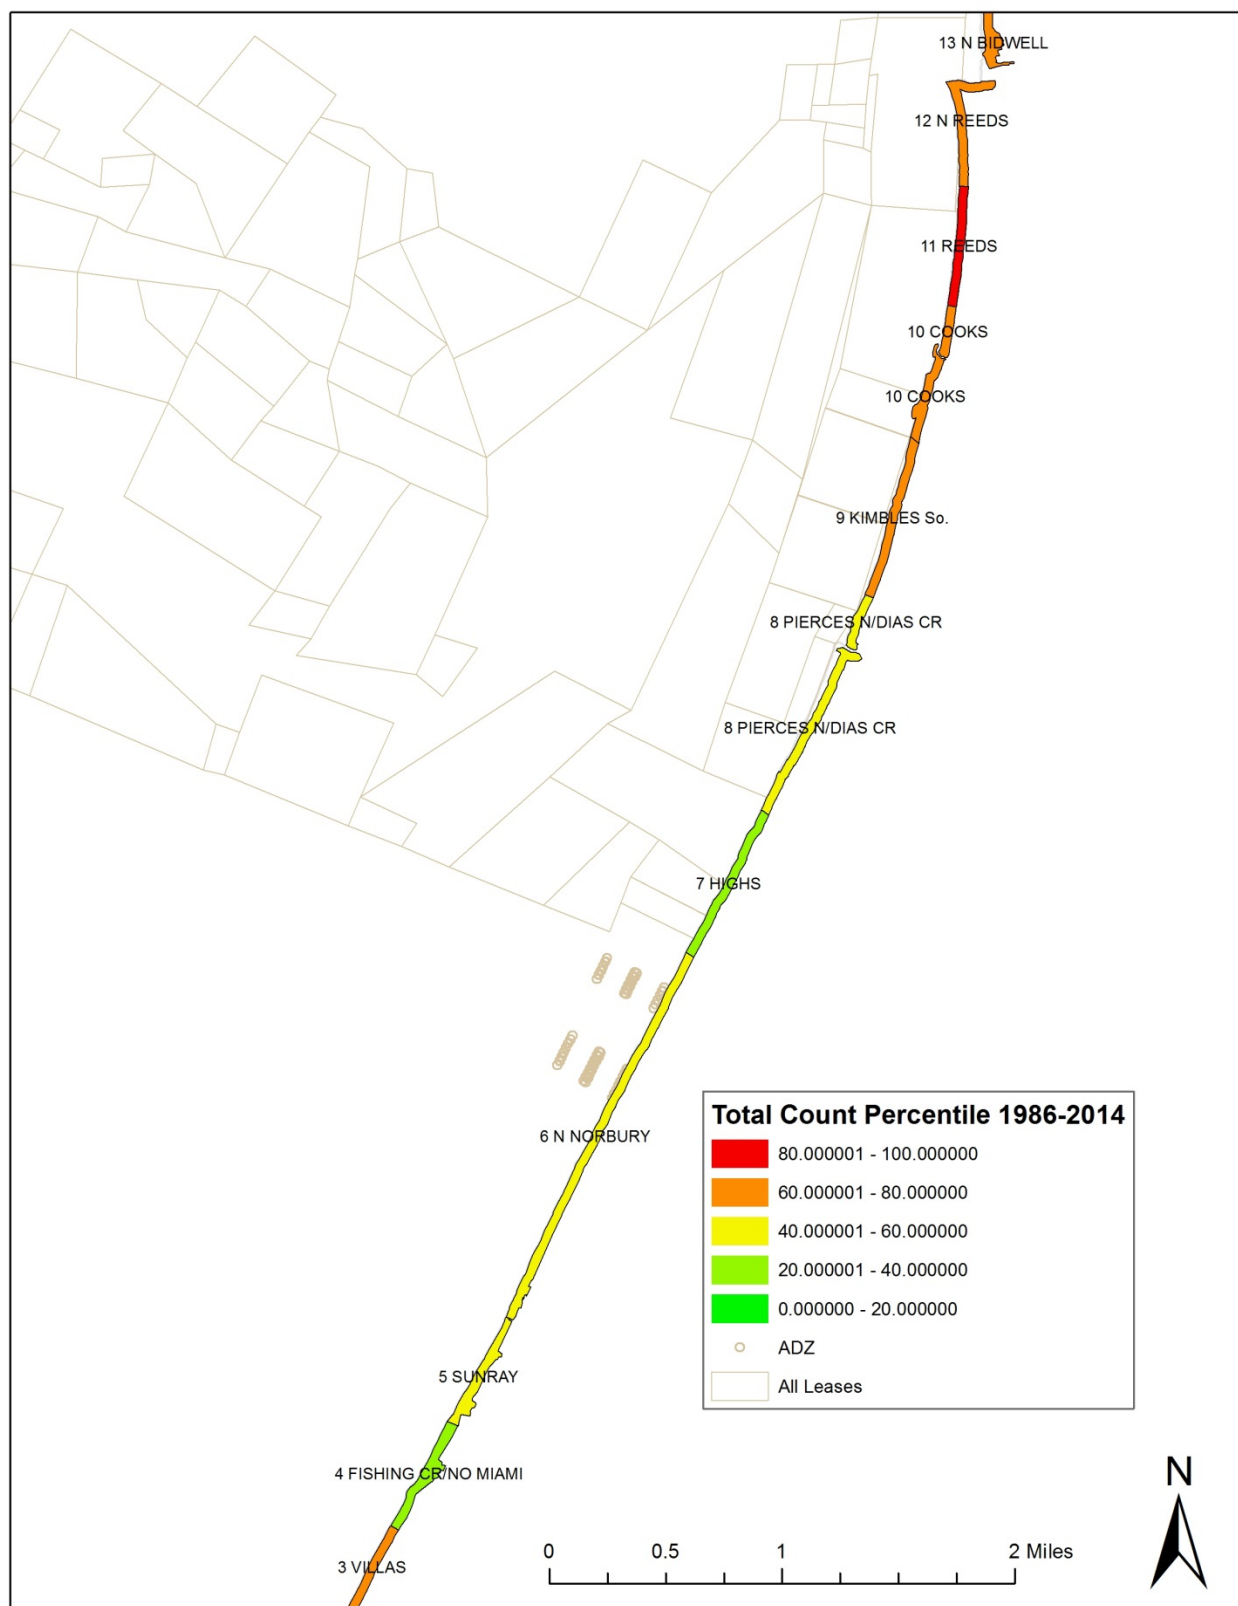 13 N BIDWELL
12 N REEDS
11 REEDS
10 COOKS
10 COOKS
9 KIMBLES So.
8 PIERCES N/DIAS CR
8 PIERCES N/DIAS CR
7 HIGHS
6 N NORBURY
5 SUNRAY
4 FISHING CR/NO MIAMI
3 VILLAS
Total Count Percentile 1986-2014
80.000001 - 100.000000
60.000001 - 80.000000
40.000001 - 60.000000
20.000001 - 40.000000
0.000000 - 20.000000
ADZ
All Leases
N
0 0.5 1 2 Miles